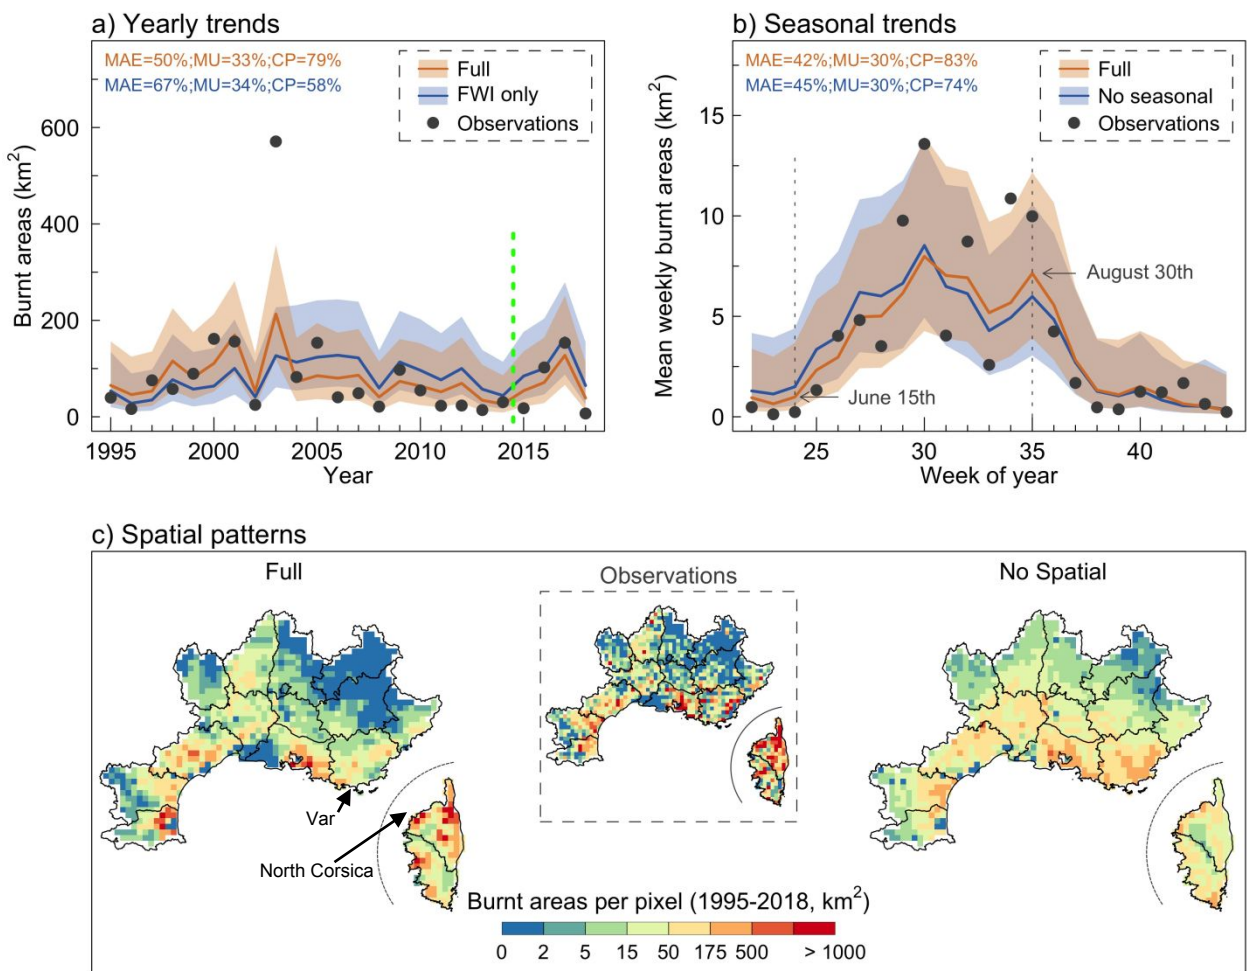 a) Yearly trends
MAE=50%;MU=33%;CP=79%
MAE=67%;MU=34%;CP=58%
Full
FWI only
Observations
Burnt areas (km²)
600
400
200
0
1995
2000
2005
2010
2015
Year
b) Seasonal trends
MAE=42%;MU=30%;CP=83%
MAE=45%;MU=30%;CP=74%
Full
No seasonal
Observations
Mean weekly burnt areas (km²)
15
10
5
0
August 30th
June 15th
25
30
35
40
Week of year
c) Spatial patterns
Full
Observations
No Spatial
Var
North Corsica
Burnt areas per pixel (1995-2018, km²)
0 2 5 15 50 175 500 > 1000